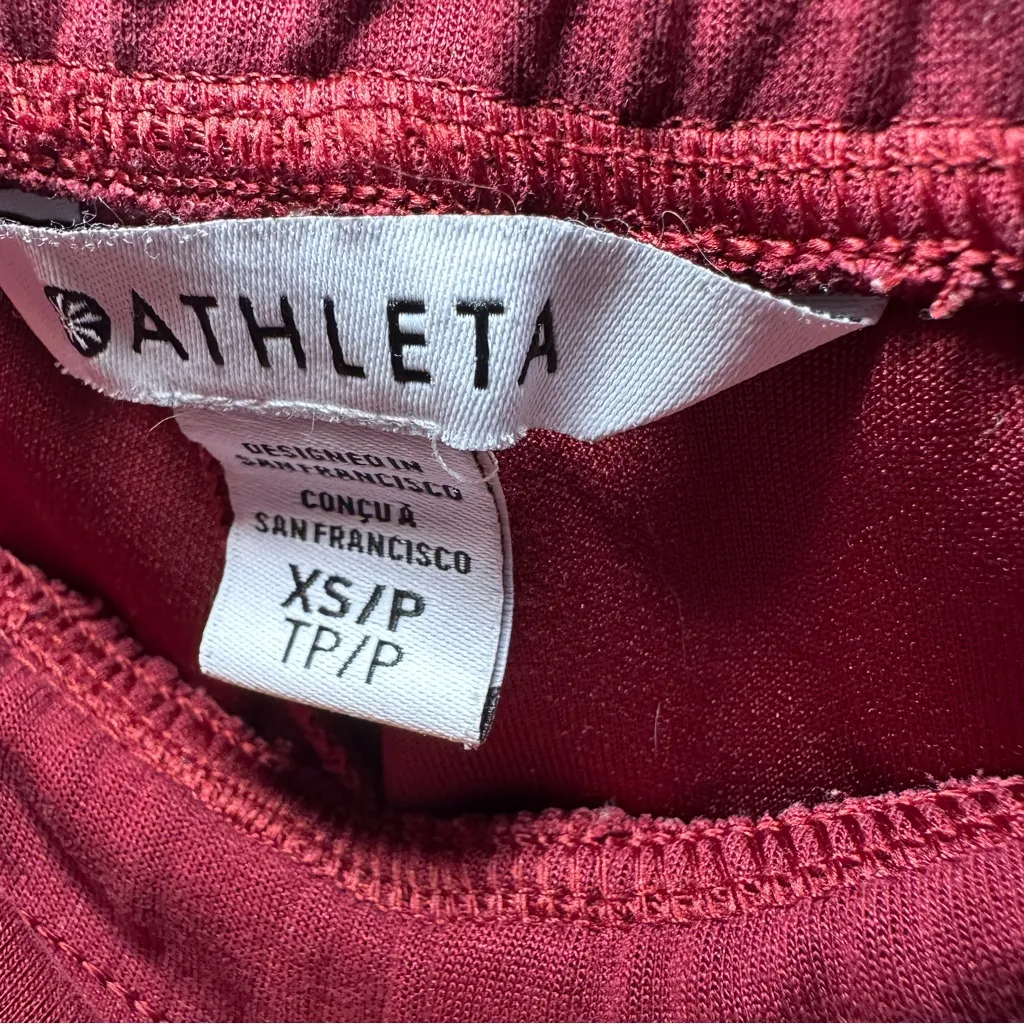 ATHLETA
DESIGNED IN
SAN FRANCISCO
CONÇU À
SAN FRANCISCO
XS/P
TP/P